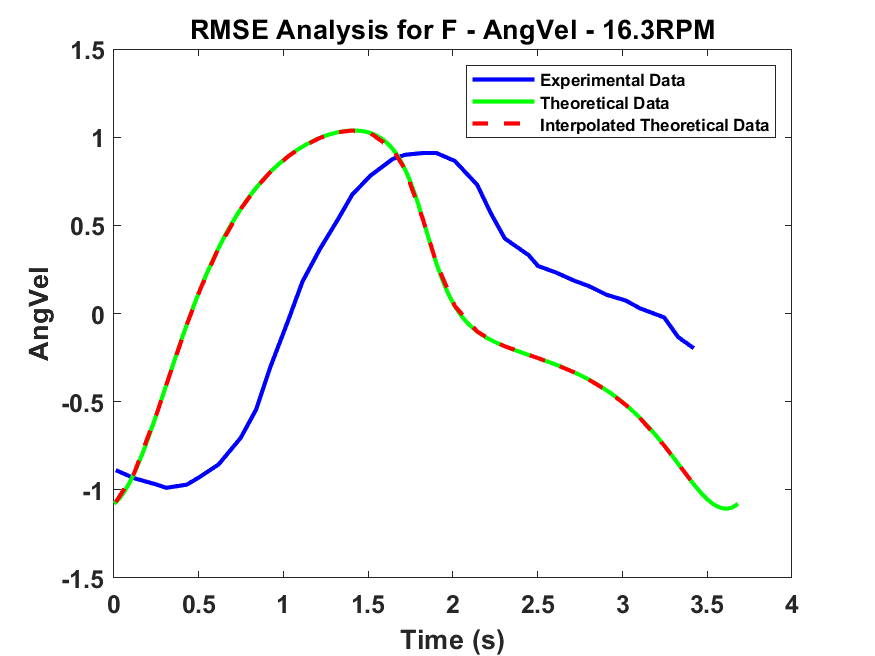 RMSE Analysis for F - AngVel - 16.3RPM
1.5
1
0.5
0
-0.5
-1
-1.5
AngVel
Experimental Data
Theoretical Data
Interpolated Theoretical Data
0 0.5 1 1.5 2 2.5 3 3.5 4
Time (s)